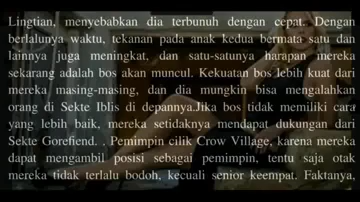 Lingtian, menyebabkan dia terbunuh dengan cepat. Dengan
berlalunya waktu, tekanan pada anak kedua bermata satu dan
lainnya juga meningkat, dan satu-satunya harapan mereka
sekarang adalah bos akan muncul. Kekuatan bos lebih kuat dari
mereka masing-masing, dan dia mungkin bisa mengalahkan
orang di Sekte Iblis di depannya.Jika bos tidak memiliki cara
yang lebih baik, mereka setidaknya mendapat dukungan dari
Sekte Gorefiend. . Pemimpin cilik Crow Village, karena mereka
dapat mengambil posisi sebagai pemimpin, tentu saja otak
mereka tidak terlalu bodoh, kecuali senior keempat. Faktanya,